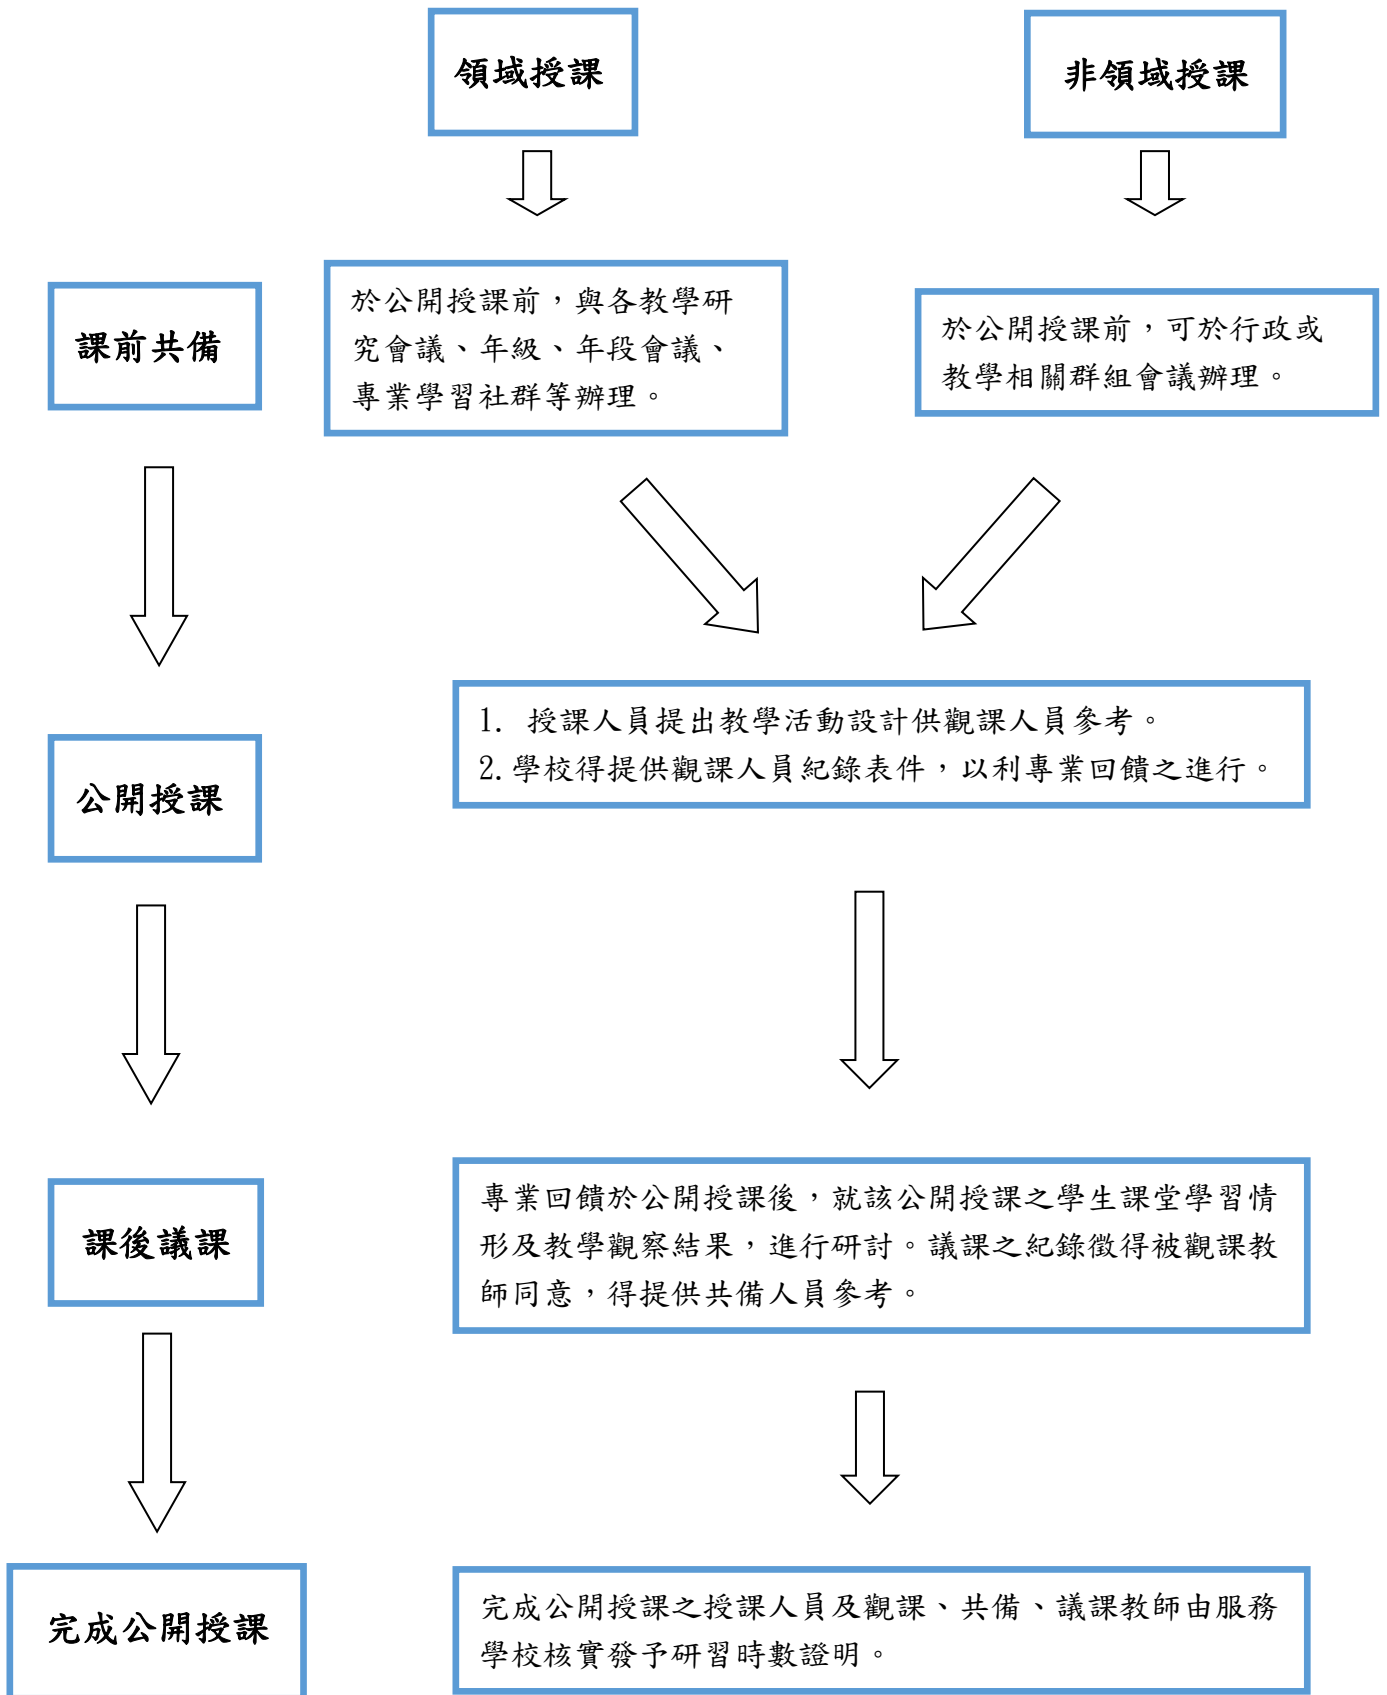 領域授課
非領域授課
課前共備
於公開授課前，與各教學研
究會議、年級、年段會議、
專業學習社群等辦理。
於公開授課前，可於行政或
教學相關群組會議辦理。
公開授課
1. 授課人員提出教學活動設計供觀課人員參考。
2.學校得提供觀課人員紀錄表件，以利專業回饋之進行。
課後議課
專業回饋於公開授課後，就該公開授課之學生課堂學習情
形及教學觀察結果，進行研討。議課之紀錄徵得被觀課教
師同意，得提供共備人員參考。
完成公開授課
完成公開授課之授課人員及觀課、共備、議課教師由服務
學校核實發予研習時數證明。